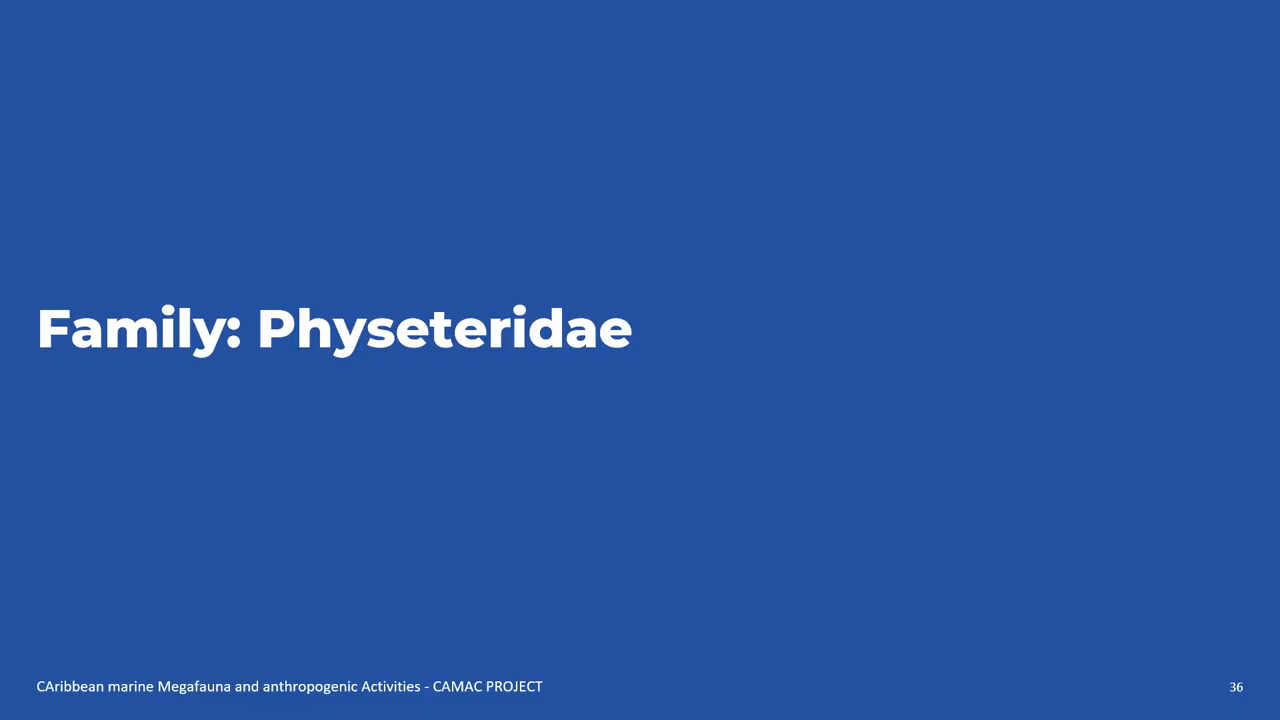 Family: Physeteridae
CAribbean marine Megafauna and anthropogenic Activities - CAMAC PROJECT
36